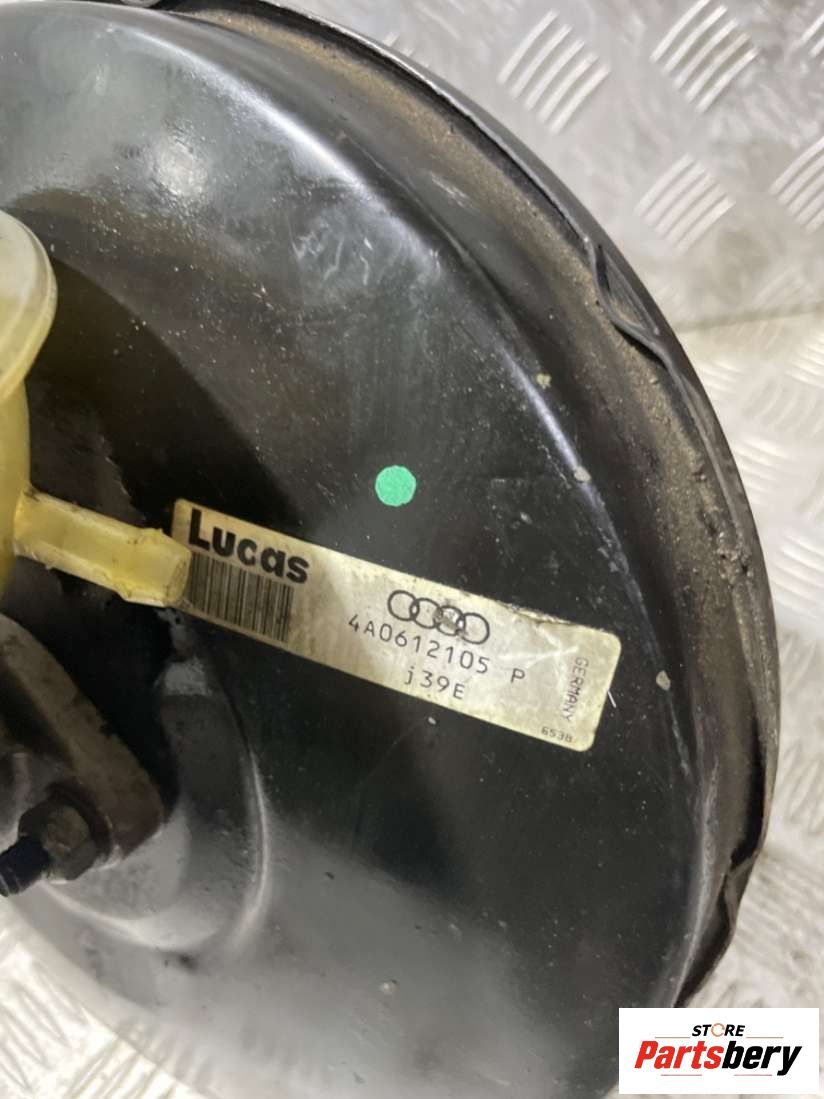 Lucas
4A0612105 P
j39E
GERMANY
6538
STORE
Partsbery